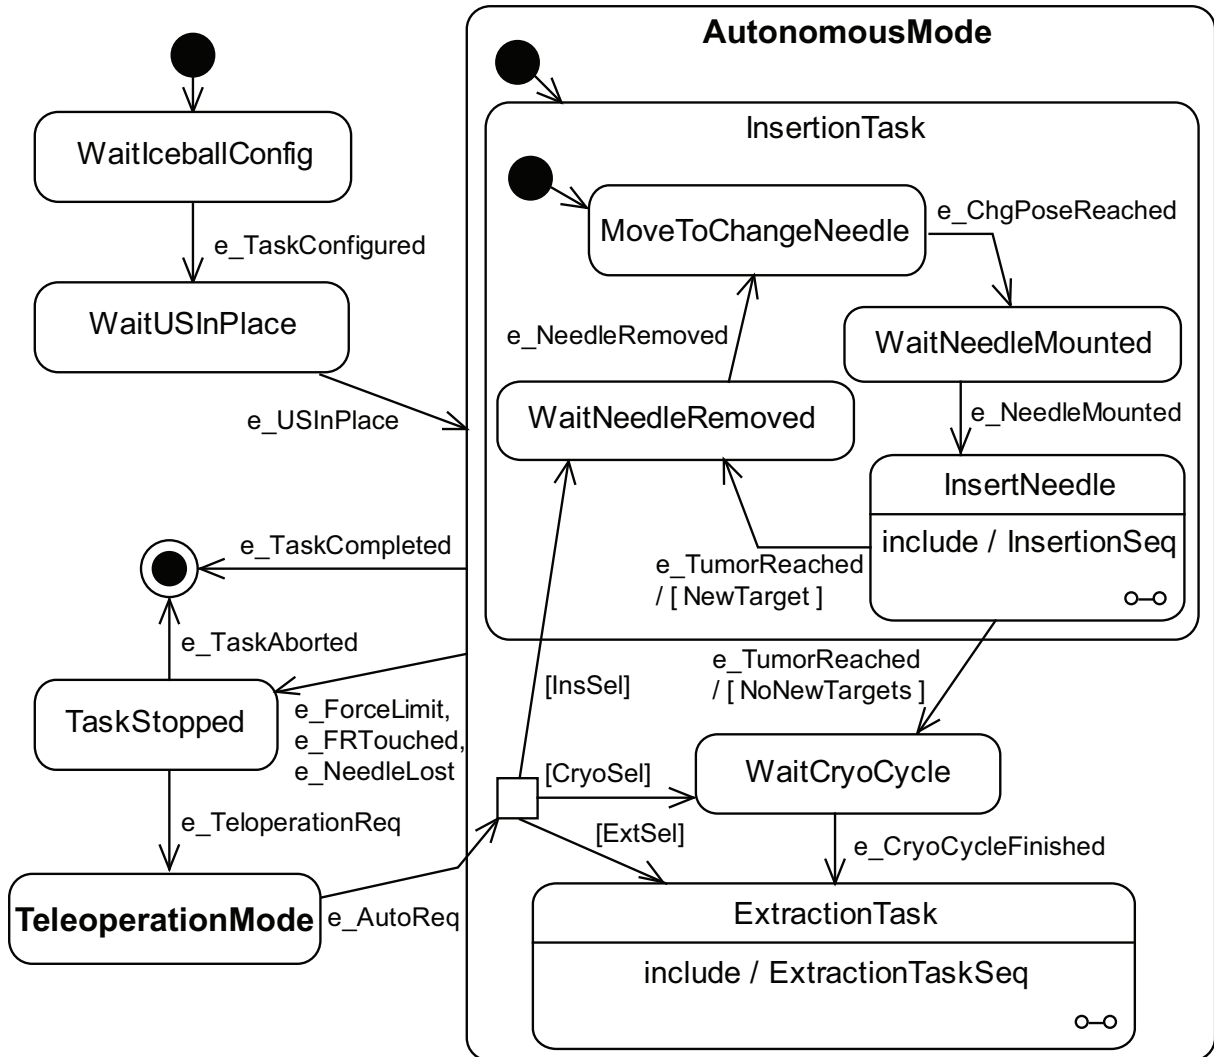 AutonomousMode
WaitIceballConfig
e_TaskConfigured
WaitUSInPlace
e_USInPlace
InsertionTask
MoveToChangeNeedle
e_ChgPoseReached
WaitNeedleMounted
e_NeedleRemoved
WaitNeedleRemoved
e_NeedleMounted
InsertNeedle
include / InsertionSeq
e_TumorReached
/ [ NewTarget ]
e_TaskCompleted
e_TaskAborted
TaskStopped
e_ForceLimit,
e_FRTouched,
e_NeedleLost
e_TeloperationReq
TeleoperationMode
e_AutoReq
[InsSel]
[CryoSel]
[ExtSel]
e_TumorReached
/ [ NoNewTargets ]
WaitCryoCycle
e_CryoCycleFinished
ExtractionTask
include / ExtractionTaskSeq